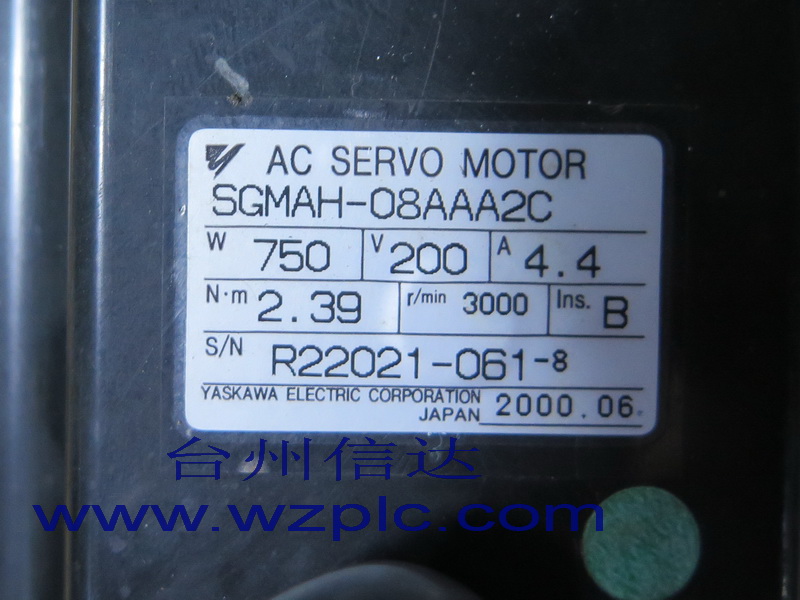 AC SERVO MOTOR
SGMAH-08AAA2C
W 750 V 200 A 4.4
N·m 2.39 r/min 3000 Ins. B
S/N R22021-061-8
YASKAWA ELECTRIC CORPORATION
JAPAN 2000.06
台州信达
www.wzplc.com